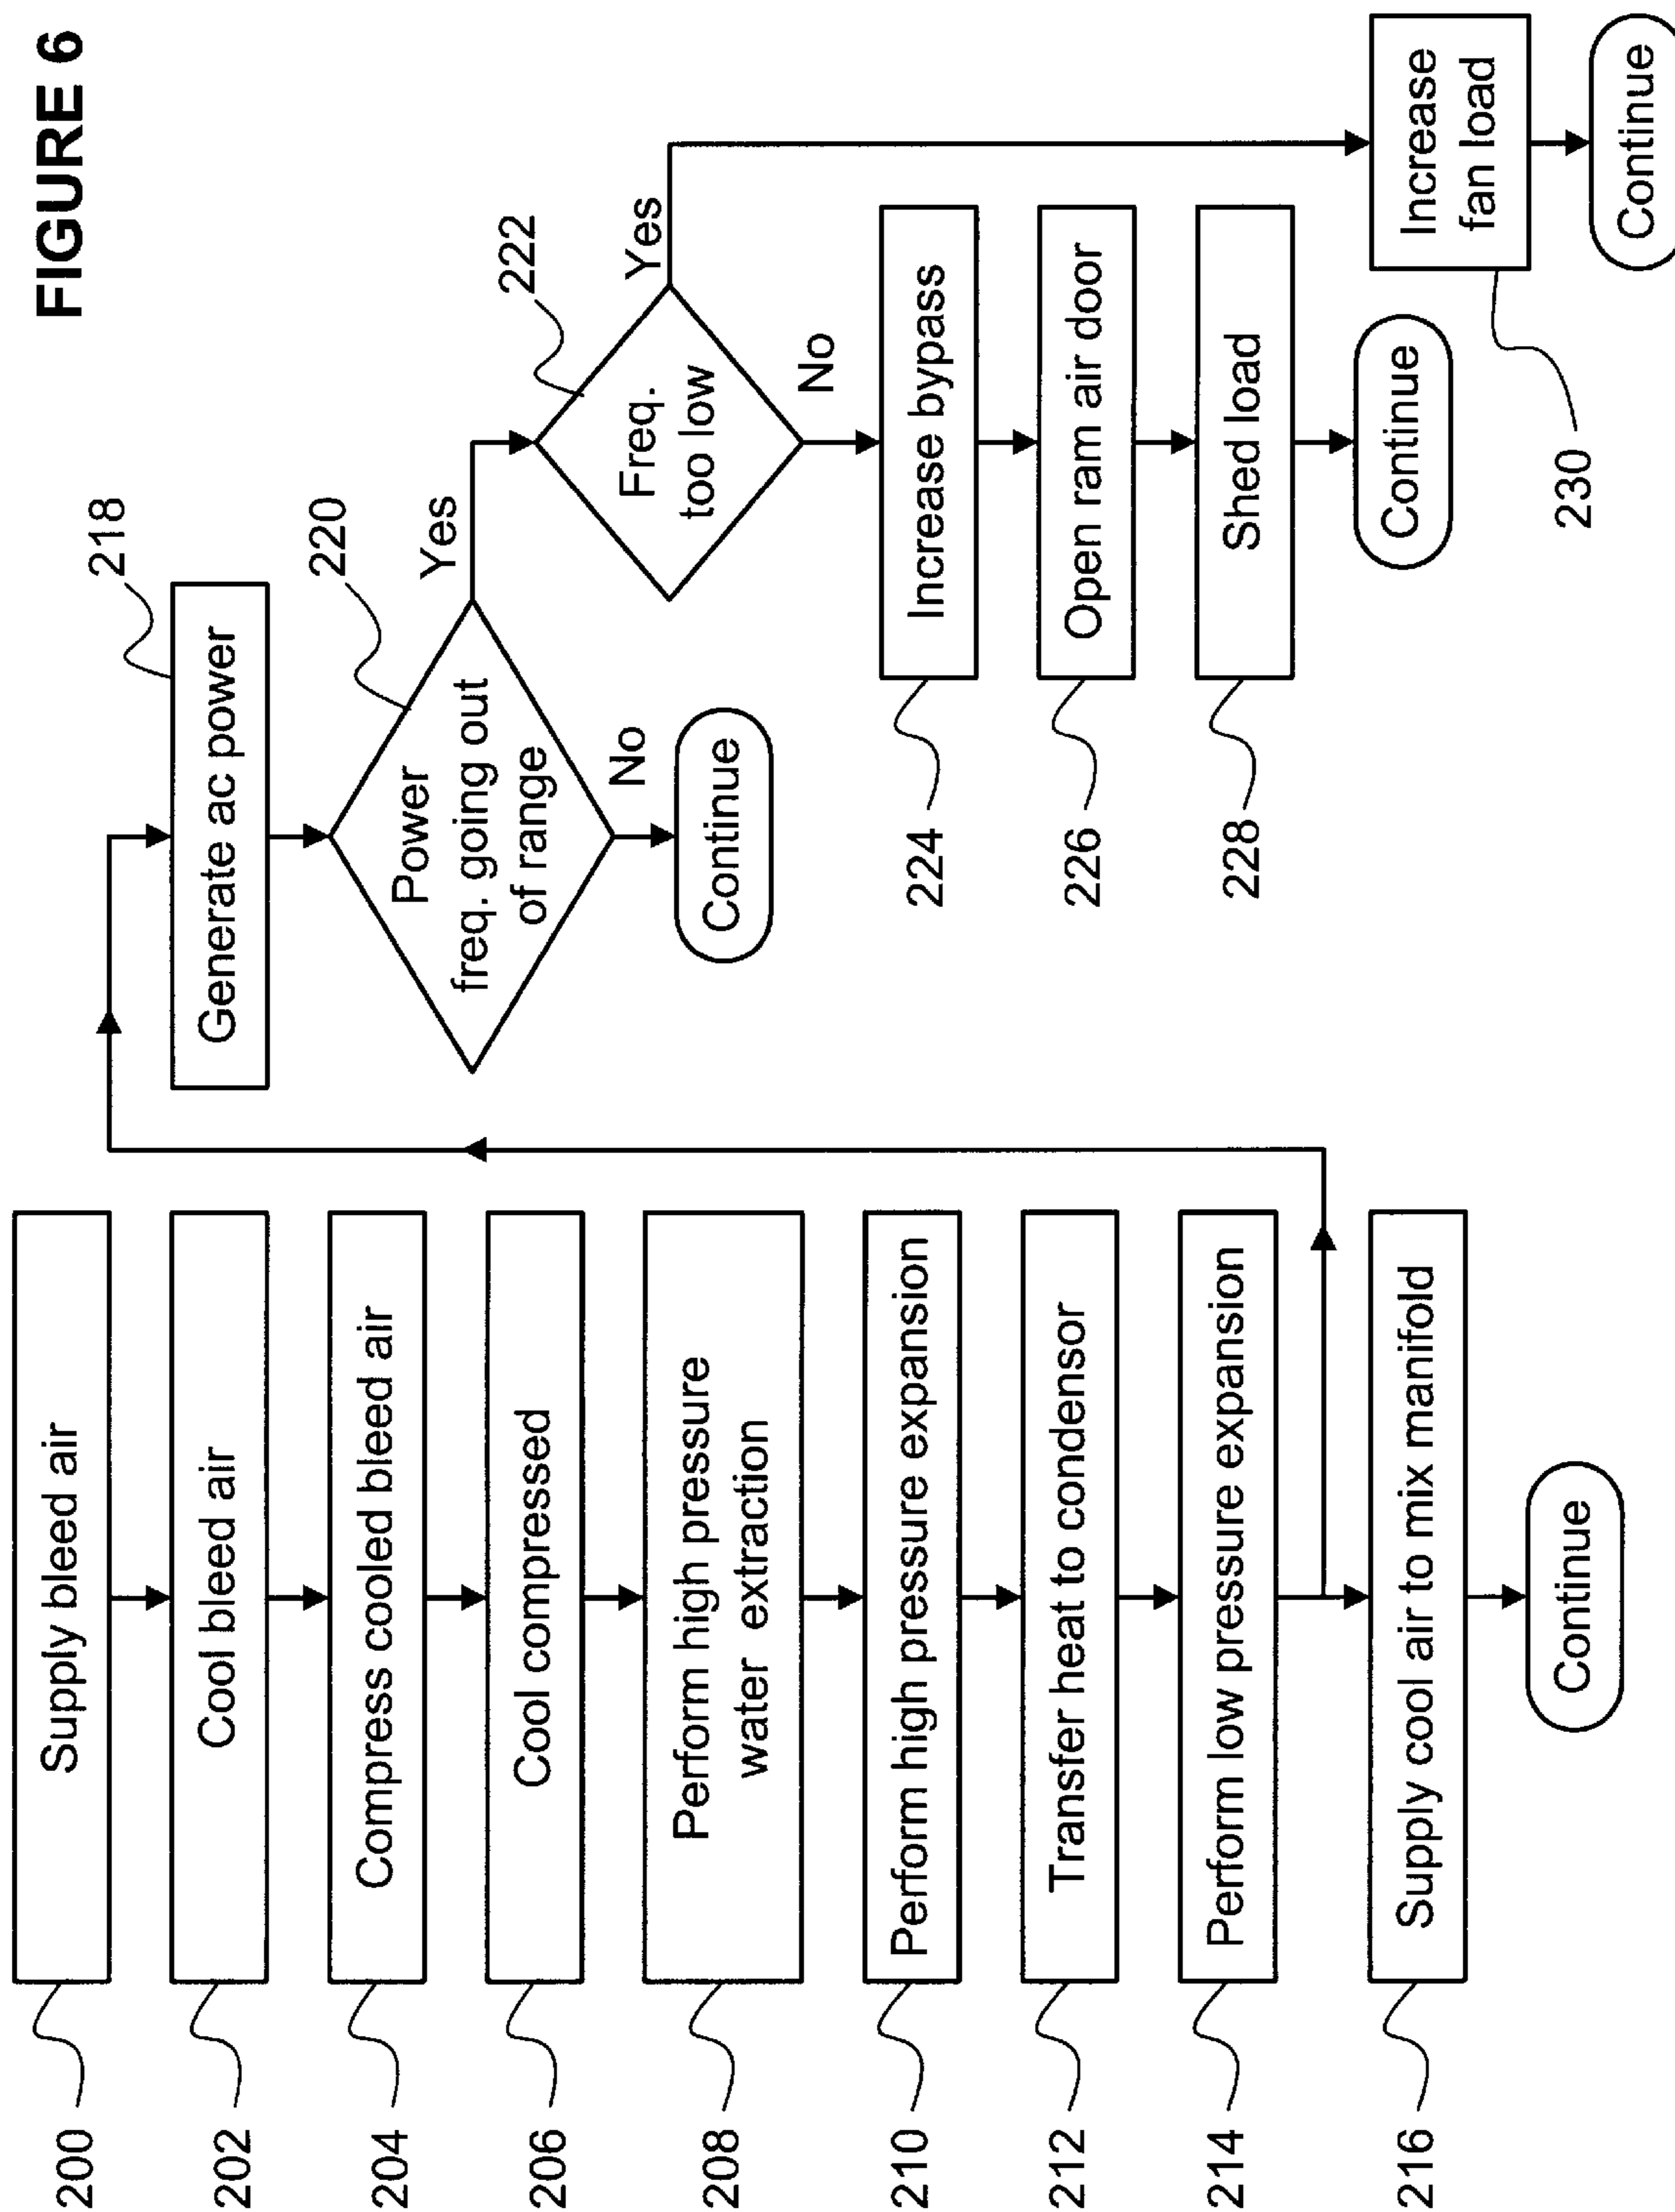 FIGURE 6
200
Supply bleed air
202
Cool bleed air
204
Compress cooled bleed air
206
Cool compressed
208
Perform high pressure
water extraction
210
Perform high pressure expansion
212
Transfer heat to condensor
214
Perform low pressure expansion
216
Supply cool air to mix manifold
Continue
218
Generate ac power
220
Power
freq. going out
of range
Yes
No
Continue
222
Freq.
too low
Yes
No
224
Increase bypass
226
Open ram air door
228
Shed load
Continue
230
Increase
fan load
Continue